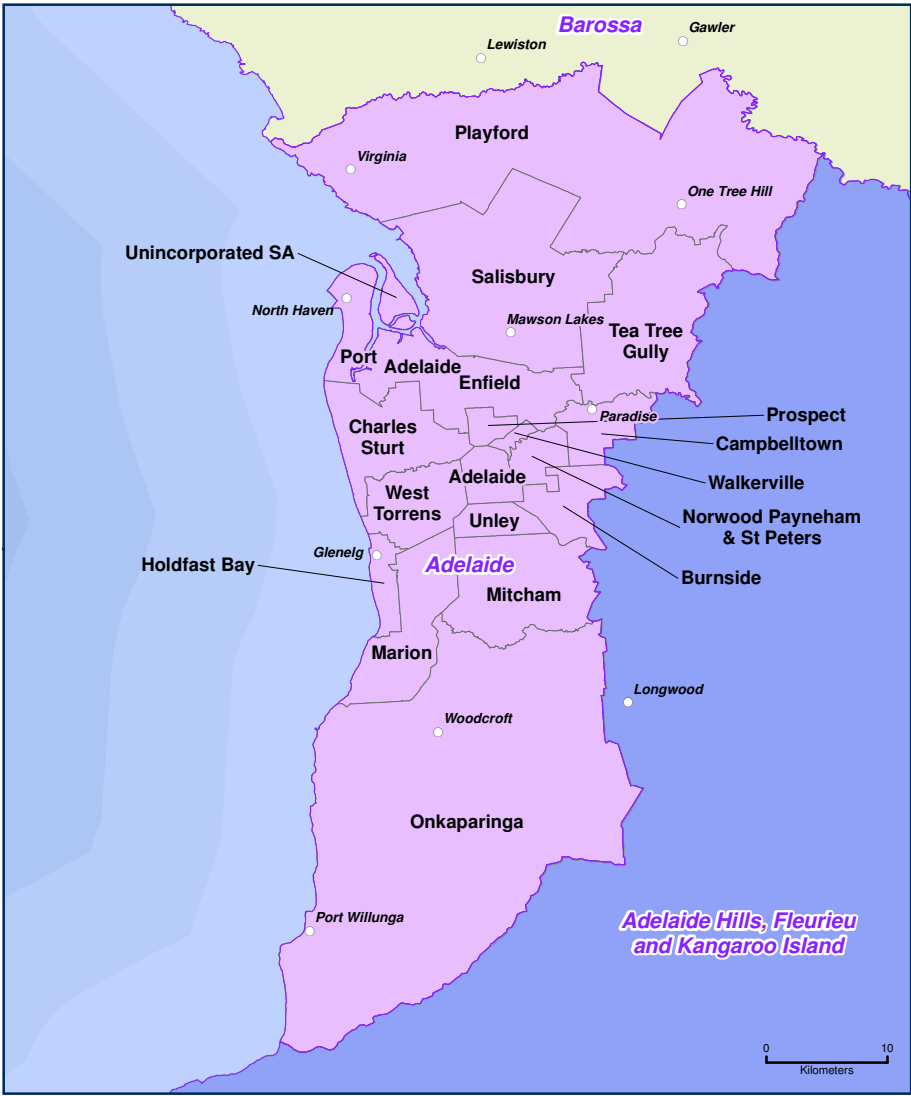 Barossa
Gawler
Lewiston
Playford
Virginia
One Tree Hill
Unincorporated SA
Salisbury
North Haven
Mawson Lakes
Tea Tree
Gully
Port
Adelaide
Enfield
Paradise
Prospect
Charles
Sturt
Campbelltown
Adelaide
Walkerville
West
Torrens
Norwood Payneham
& St Peters
Unley
Glenelg
Holdfast Bay
Adelaide
Burnside
Mitcham
Marion
Longwood
Woodcroft
Onkaparinga
Port Willunga
Adelaide Hills, Fleurieu
and Kangaroo Island
0 10
Kilometers